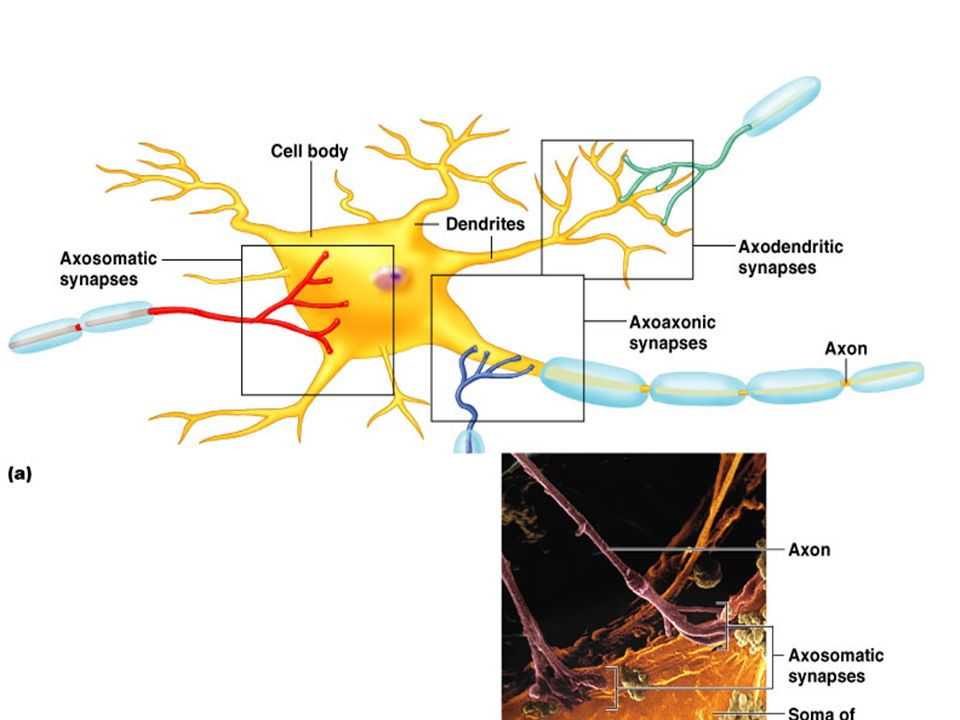 Cell body
Dendrites
Axosomatic
synapses
Axodendritic
synapses
Axoaxonic
synapses
Axon
(a)
Axon
Axosomatic
synapses
Soma of